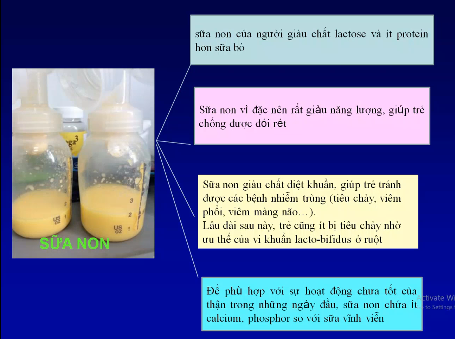 sữa non của người giàu chất lactose và ít protein
hơn sữa bò
Sữa non vì đặc nên rất giàu năng lượng, giúp trẻ
chống được đói rét
Sữa non giàu chất diệt khuẩn, giúp trẻ tránh
được các bệnh nhiễm trùng (tiêu chảy, viêm
phổi, viêm màng não…).
Lâu dài sau này, trẻ cũng ít bị tiêu chảy nhờ
ưu thế của vi khuẩn lacto-bifidus ở ruột
SỮA NON
Để phù hợp với sự hoạt động chưa tốt của
thận trong những ngày đầu, sữa non chứa ít
calcium, phosphor so với sữa vĩnh viễn